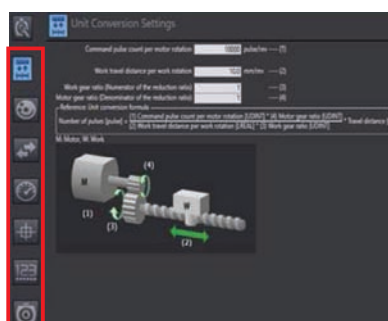 Unit Conversion Settings
Command pulse count per motor rotation 10000 pulse/rev ---- (1)
Work travel distance per work rotation 10.0 mm/rev ---- (2)
Work gear ratio (Numerator of the reduction ratio) 1 ---- (3)
Motor gear ratio (Denominator of the reduction ratio) 1 ---- (4)
Reference: Unit conversion formula
Number of pulses [pulse] = (1) Command pulse count per motor rotation [UDINT] * (4) Motor gear ratio [UDINT]
(2) Work travel distance per work rotation [LREAL] * (3) Work gear ratio [UDINT] * Travel distance
M: Motor, W: Work
(4)
M
W
(1)
(3)
(2)
123